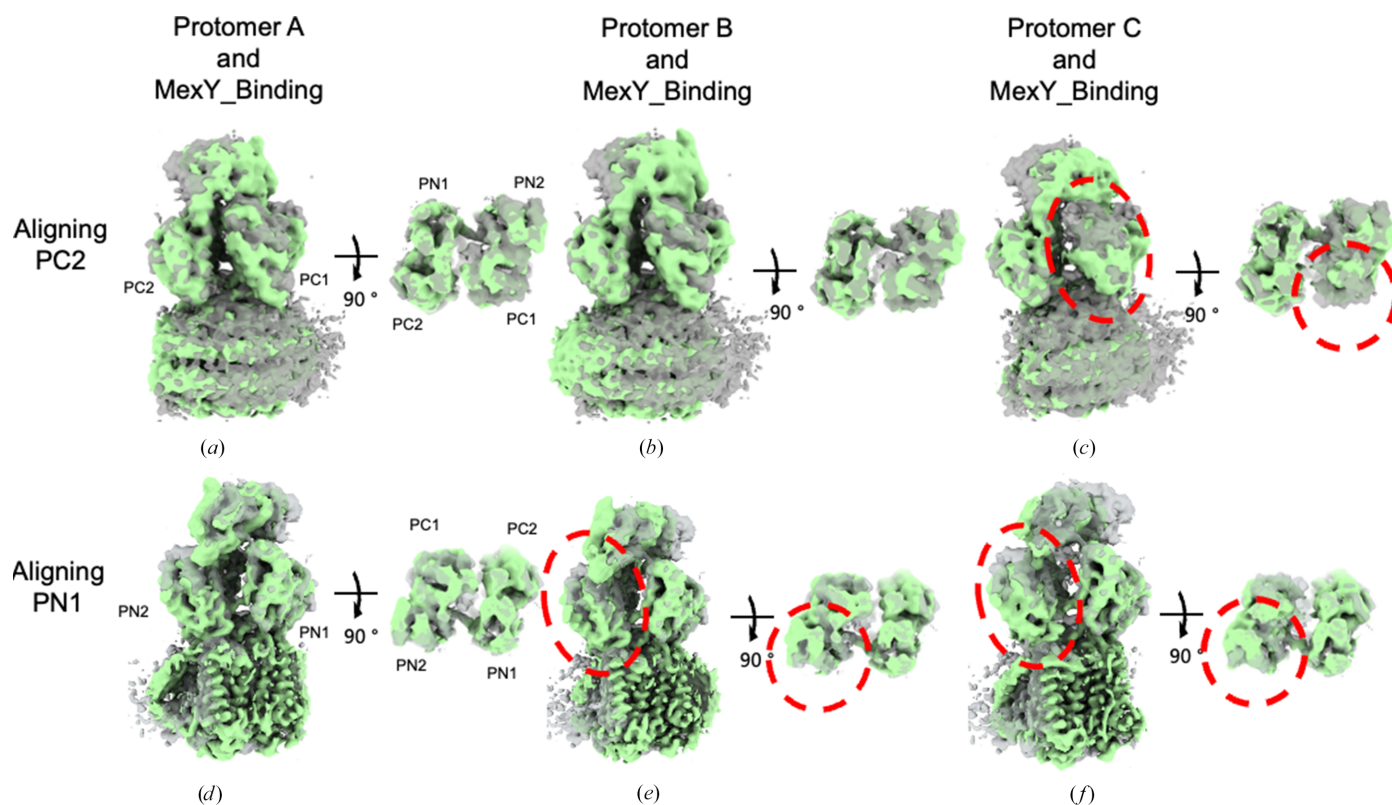 Protomer A
and
MexY_Binding
Protomer B
and
MexY_Binding
Protomer C
and
MexY_Binding
Aligning
PC2
PC2
PC1
90 °
PN1
PN2
PC2
PC1
90 °
90 °
(a)
(b)
(c)
Aligning
PN1
PN2
PN1
90 °
PC1
PC2
PN2
PN1
90 °
90 °
(d)
(e)
(f)